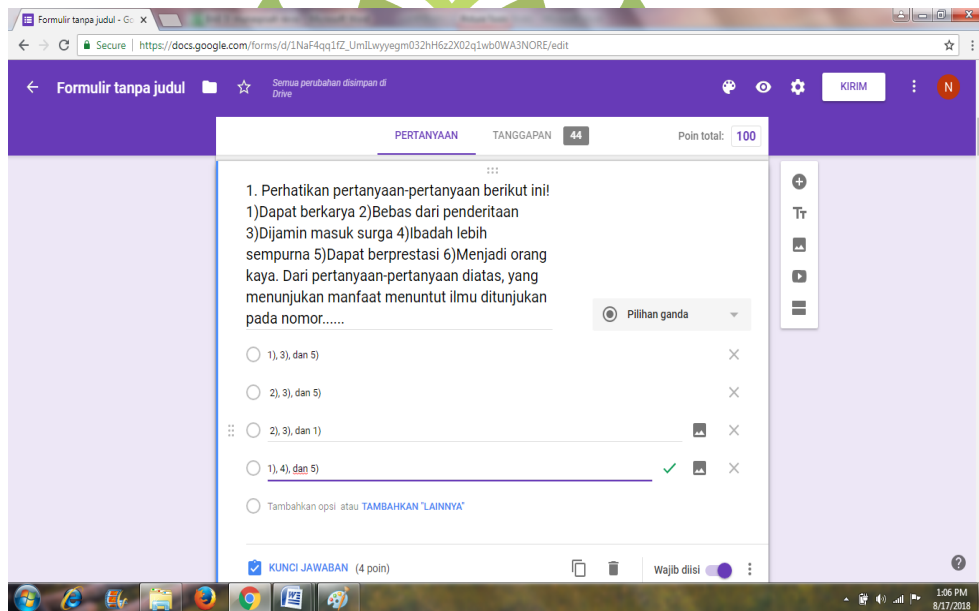 Formulir tanpa judul - Go
Secure
https://docs.google.com/forms/d/1NaF4qq1fZ_UmILwyyegm032hH6z2X02q1wb0WA3NORE/edit
Formulir tanpa judul
Semua perubahan disimpan di
Drive
KIRIM
N
PERTANYAAN
TANGGAPAN 44
Poin total: 100
1. Perhatikan pertanyaan-pertanyaan berikut ini!
1)Dapat berkarya 2)Bebas dari penderitaan
3)Dijamin masuk surga 4)Ibadah lebih
sempurna 5)Dapat berprestasi 6)Menjadi orang
kaya. Dari pertanyaan-pertanyaan diatas, yang
menunjukan manfaat menuntut ilmu ditunjukan
pada nomor......
Pilihan ganda
1), 3), dan 5)
2), 3), dan 5)
2), 3), dan 1)
1), 4), dan 5)
Tambahkan opsi atau TAMBAHKAN "LAINNYA"
KUNCI JAWABAN (4 poin)
Wajib diisi
Tт
1:06 PM
8/17/2018